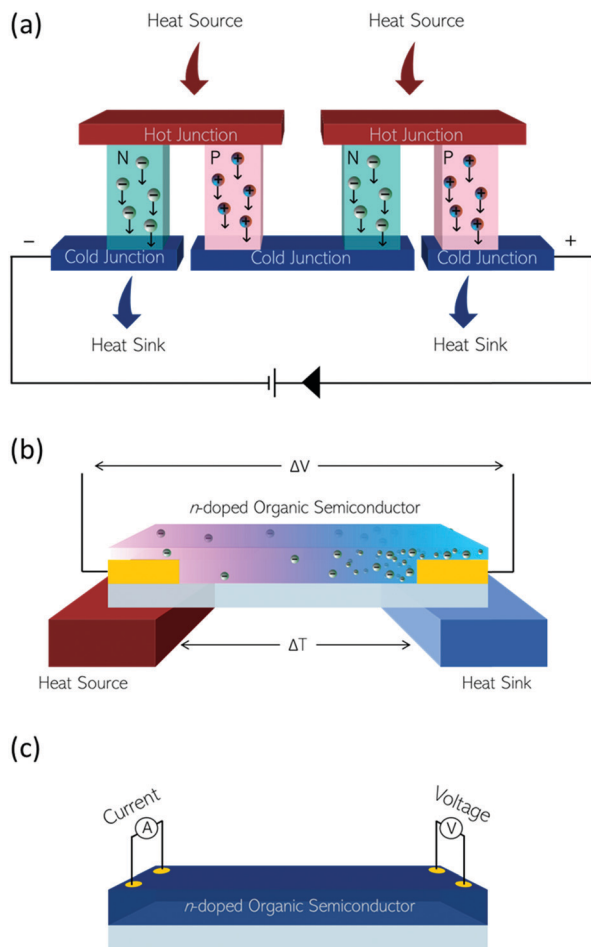 (a)
Heat Source
Heat Source
Hot Junction
Hot Junction
N
P
N
P
−
+
Cold Junction
Cold Junction
Cold Junction
Heat Sink
Heat Sink
(b)
ΔV
n-doped Organic Semiconductor
ΔT
Heat Source
Heat Sink
(c)
Current
Voltage
A
V
n-doped Organic Semiconductor